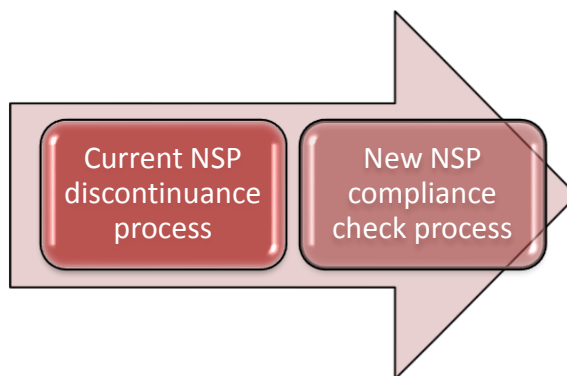 Current NSP
discontinuance
process
New NSP
compliance
check process